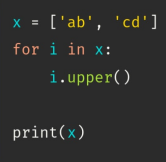 x = ['ab', 'cd']
for i in x:
    i.upper()

print(x)